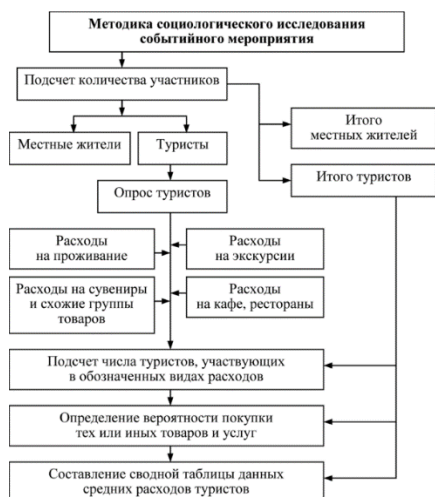 Методика социологического исследования
событийного мероприятия
Подсчет количества участников
Местные жители
Туристы
Итого
местных жителей
Итого туристов
Опрос туристов
Расходы
на проживание
Расходы
на экскурсии
Расходы на сувениры
и схожие группы
товаров
Расходы
на кафе, рестораны
Подсчет числа туристов, участвующих
в обозначенных видах расходов
Определение вероятности покупки
тех или иных товаров и услуг
Составление сводной таблицы данных
средних расходов туристов